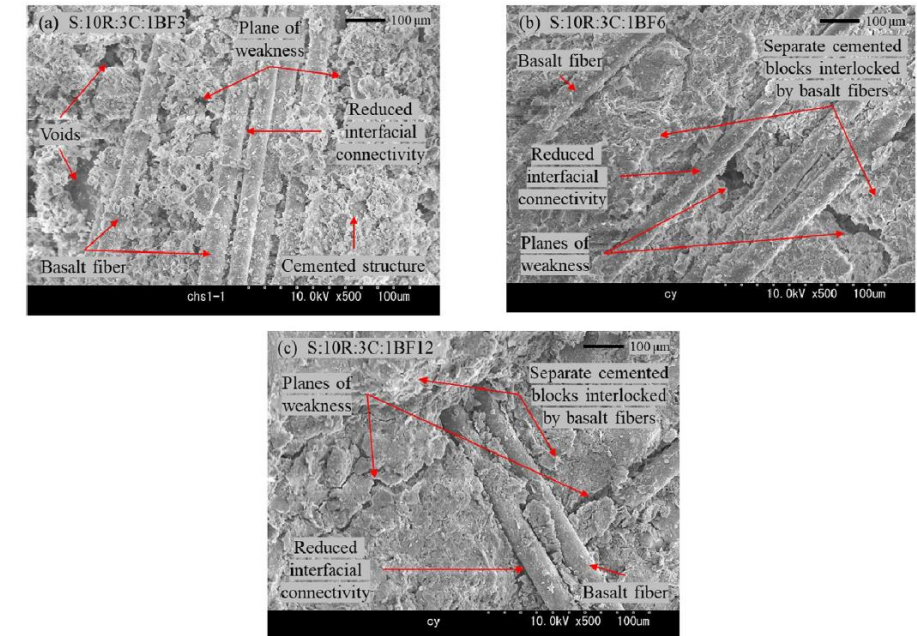 (a) S:10R:3C:1BF3
100 µm
Plane of
weakness
Voids
Reduced
interfacial
connectivity
Basalt fiber
Cemented structure
chs1-1 10.0kV x500 100um
(b) S:10R:3C:1BF6
100 µm
Basalt fiber
Separate cemented
blocks interlocked
by basalt fibers
Reduced
interfacial
connectivity
Planes of
weakness
cy 10.0kV x500 100um
(c) S:10R:3C:1BF12
100 µm
Planes of
weakness
Separate cemented
blocks interlocked
by basalt fibers
Reduced
interfacial
connectivity
Basalt fiber
cy 10.0kV x500 100um